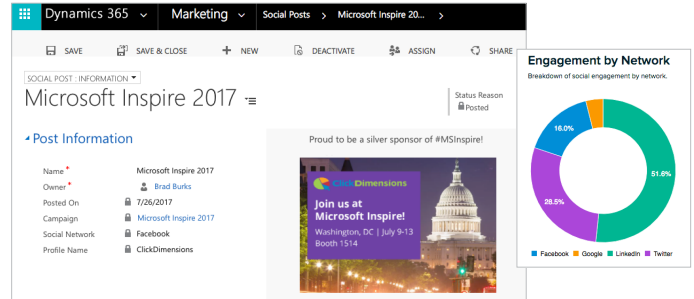 Dynamics 365 Marketing Social Posts > Microsoft Inspire 20... >
SAVE SAVE & CLOSE + NEW DEACTIVATE ASSIGN SHARE
SOCIAL POST : INFORMATION
Microsoft Inspire 2017
Status Reason
Posted
Post Information
Name * Microsoft Inspire 2017
Owner * Brad Burks
Posted On 7/26/2017
Campaign Microsoft Inspire 2017
Social Network Facebook
Profile Name ClickDimensions
Proud to be a silver sponsor of #MSInspire!
ClickDimensions
Join us at
Microsoft Inspire!
Washington, DC | July 9-13
Booth 1514
Engagement by Network
Breakdown of social engagement by network.
16.0%
51.6%
28.5%
Facebook Google LinkedIn Twitter